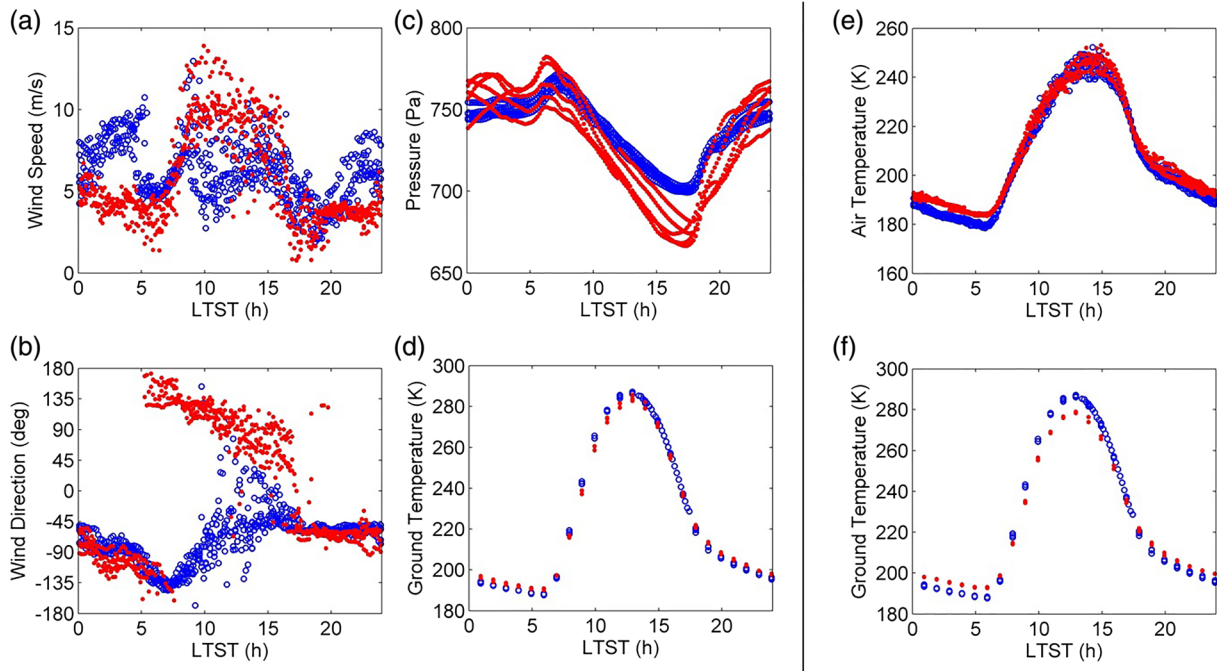 (a)
Wind Speed (m/s)
15
10
5
0
0 5 10 15 20
LTST (h)
(c)
Pressure (Pa)
800
750
700
650
0 5 10 15 20
LTST (h)
(e)
Air Temperature (K)
260
240
220
200
180
160
0 5 10 15 20
LTST (h)
(b)
Wind Direction (deg)
180
135
90
45
0
-45
-90
-135
-180
0 5 10 15 20
LTST (h)
(d)
Ground Temperature (K)
300
280
260
240
220
200
180
0 5 10 15 20
LTST (h)
(f)
Ground Temperature (K)
300
280
260
240
220
200
180
0 5 10 15 20
LTST (h)